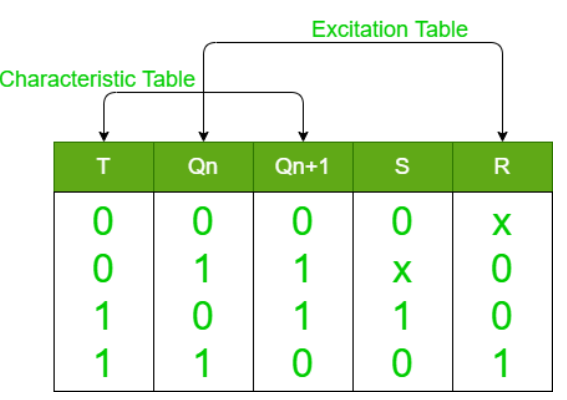 Excitation Table
Characteristic Table
T Qn Qn+1 S R
0 0 0 0 x
0 1 1 x 0
1 0 1 1 0
1 1 0 0 1